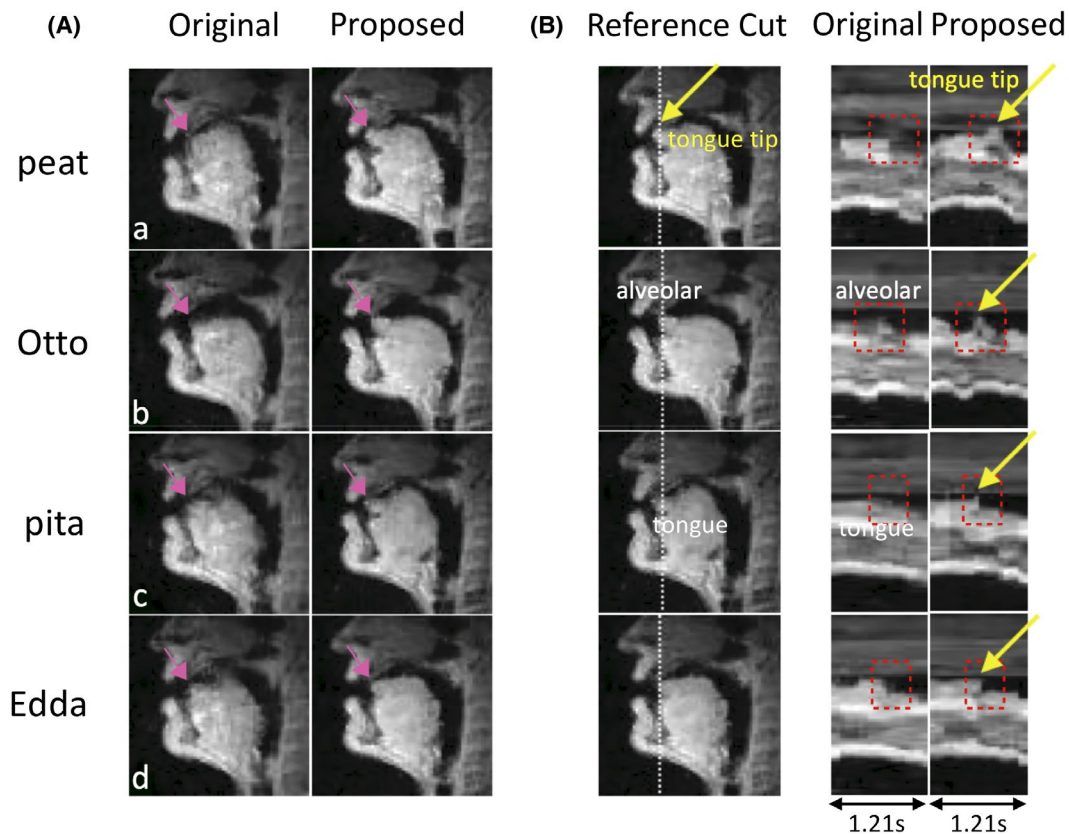 (A) Original Proposed (B) Reference Cut Original Proposed
peat a tongue tip tongue tip
Otto b alveolar alveolar
pita c tongue tongue
Edda d
1.21s 1.21s